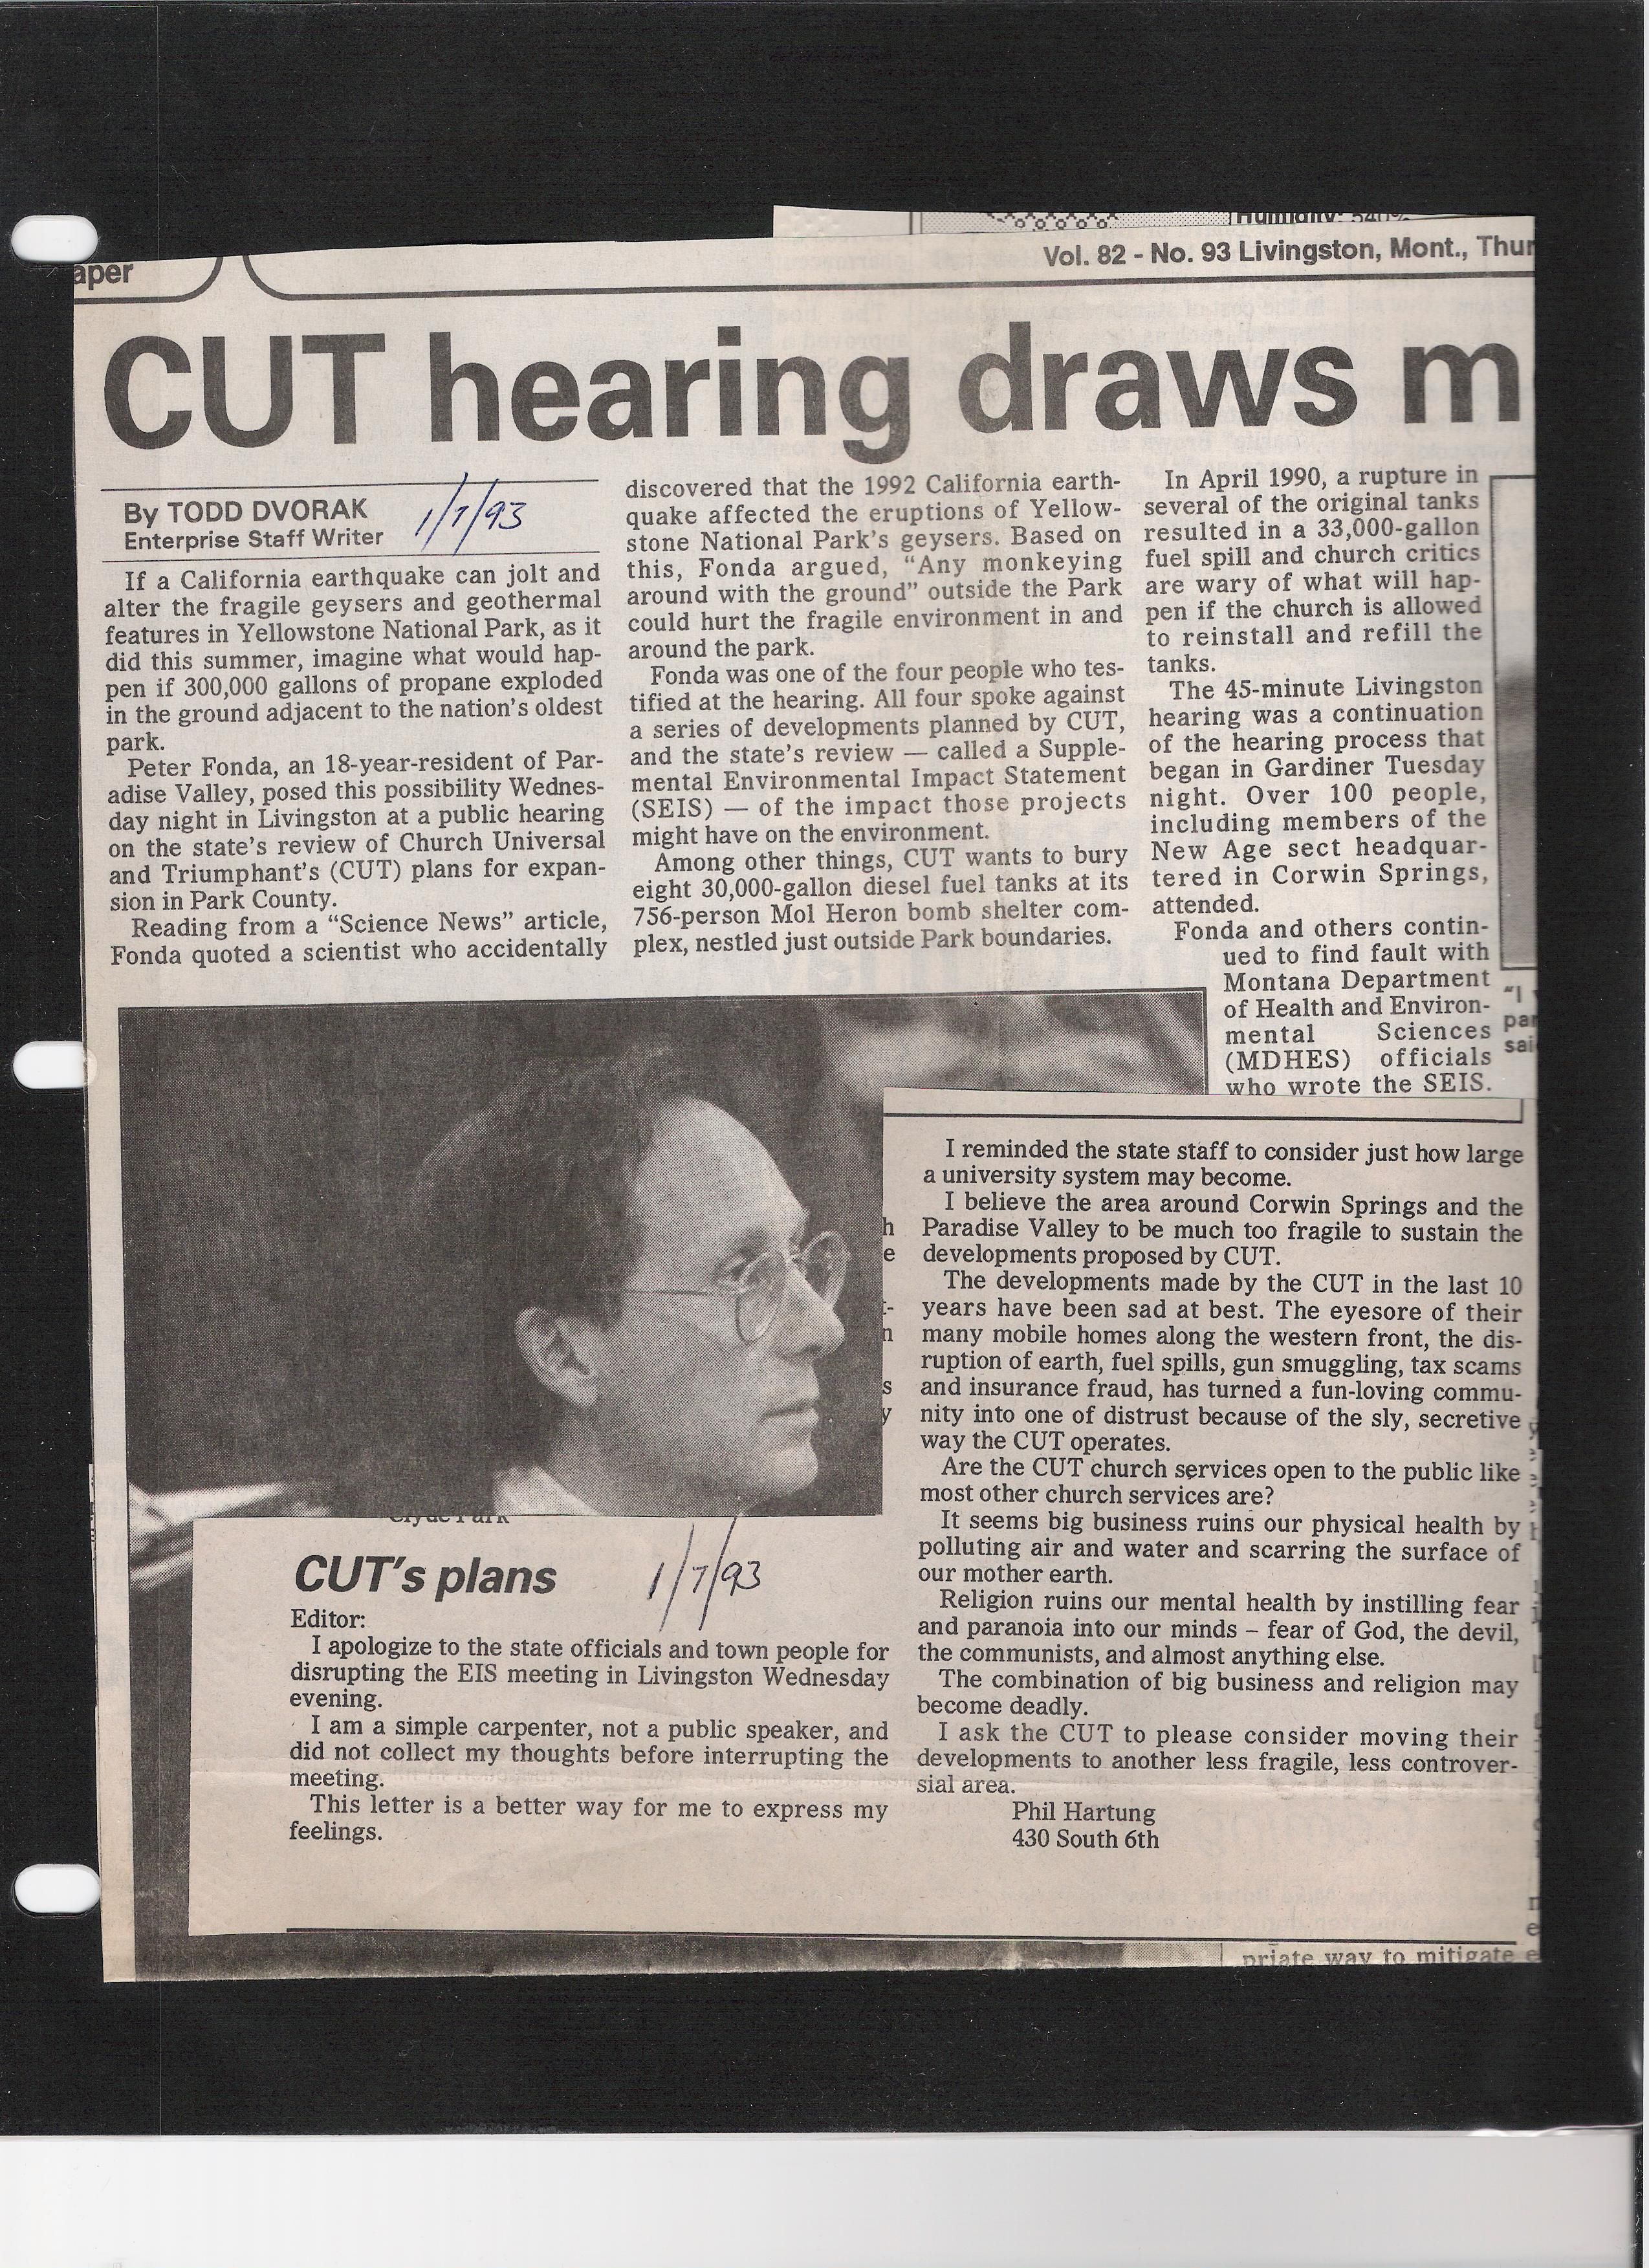 Humidity: 540%
aper
Vol. 82 - No. 93 Livingston, Mont., Thur
CUT hearing draws m
By TODD DVORAK
Enterprise Staff Writer
1/7/93
If a California earthquake can jolt and
alter the fragile geysers and geothermal
features in Yellowstone National Park, as it
did this summer, imagine what would hap-
pen if 300,000 gallons of propane exploded
in the ground adjacent to the nation's oldest
park.
Peter Fonda, an 18-year-resident of Par-
adise Valley, posed this possibility Wednes-
day night in Livingston at a public hearing
on the state's review of Church Universal
and Triumphant's (CUT) plans for expan-
sion in Park County.
Reading from a "Science News" article,
Fonda quoted a scientist who accidentally
discovered that the 1992 California earth-
quake affected the eruptions of Yellow-
stone National Park's geysers. Based on
this, Fonda argued, "Any monkeying
around with the ground" outside the Park
could hurt the fragile environment in and
around the park.
Fonda was one of the four people who tes-
tified at the hearing. All four spoke against
a series of developments planned by CUT,
and the state's review — called a Supple-
mental Environmental Impact Statement
(SEIS) — of the impact those projects
might have on the environment.
Among other things, CUT wants to bury
eight 30,000-gallon diesel fuel tanks at its
756-person Mol Heron bomb shelter com-
plex, nestled just outside Park boundaries.
In April 1990, a rupture in
several of the original tanks
resulted in a 33,000-gallon
fuel spill and church critics
are wary of what will hap-
pen if the church is allowed
to reinstall and refill the
tanks.
The 45-minute Livingston
hearing was a continuation
of the hearing process that
began in Gardiner Tuesday
night. Over 100 people,
including members of the
New Age sect headquar-
tered in Corwin Springs,
attended.
Fonda and others contin-
ued to find fault with
Montana Department
of Health and Environ-
mental Sciences
(MDHES) officials
who wrote the SEIS.
"I
par
sai
Clyde Park
CUT's plans
1/7/93
Editor:
I apologize to the state officials and town people for
disrupting the EIS meeting in Livingston Wednesday
evening.
I am a simple carpenter, not a public speaker, and
did not collect my thoughts before interrupting the
meeting.
This letter is a better way for me to express my
feelings.
I reminded the state staff to consider just how large
a university system may become.
I believe the area around Corwin Springs and the
Paradise Valley to be much too fragile to sustain the
developments proposed by CUT.
The developments made by the CUT in the last 10
years have been sad at best. The eyesore of their
many mobile homes along the western front, the dis-
ruption of earth, fuel spills, gun smuggling, tax scams
and insurance fraud, has turned a fun-loving commu-
nity into one of distrust because of the sly, secretive
way the CUT operates.
Are the CUT church services open to the public like
most other church services are?
It seems big business ruins our physical health by
polluting air and water and scarring the surface of
our mother earth.
Religion ruins our mental health by instilling fear
and paranoia into our minds – fear of God, the devil,
the communists, and almost anything else.
The combination of big business and religion may
become deadly.
I ask the CUT to please consider moving their
developments to another less fragile, less controver-
sial area.
Phil Hartung
430 South 6th
priate way to mitigate e